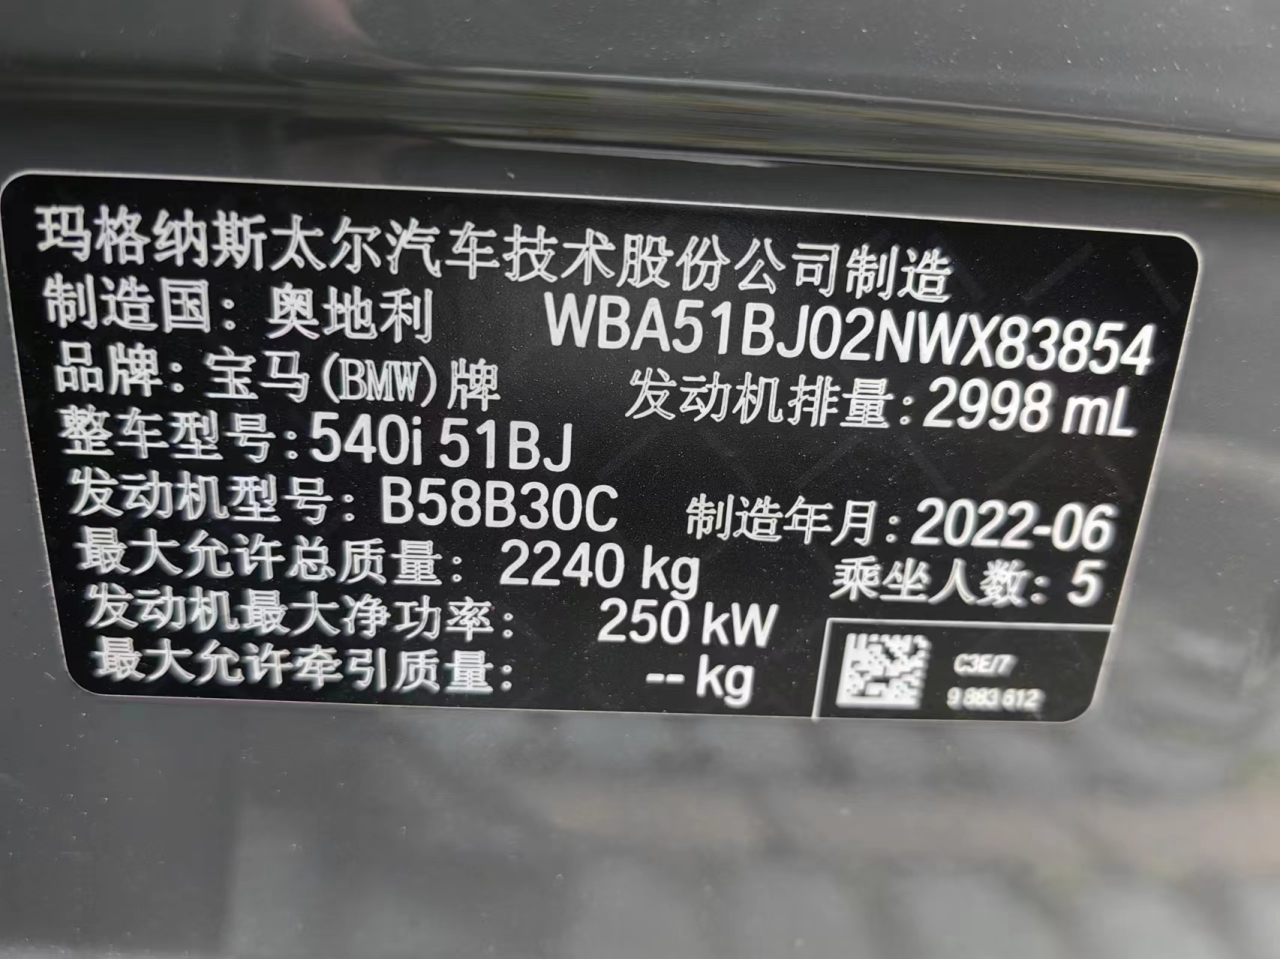 玛格纳斯太尔汽车技术股份公司制造
制造国：奥地利 WBA51BJ02NWX83854
品牌：宝马(BMW)牌 发动机排量：2998 mL
整车型号：540i 51BJ
发动机型号：B58B30C 制造年月：2022-06
最大允许总质量：2240 kg 乘坐人数：5
发动机最大净功率：250 kW
最大允许牵引质量：-- kg
C3E/7
9 883 612